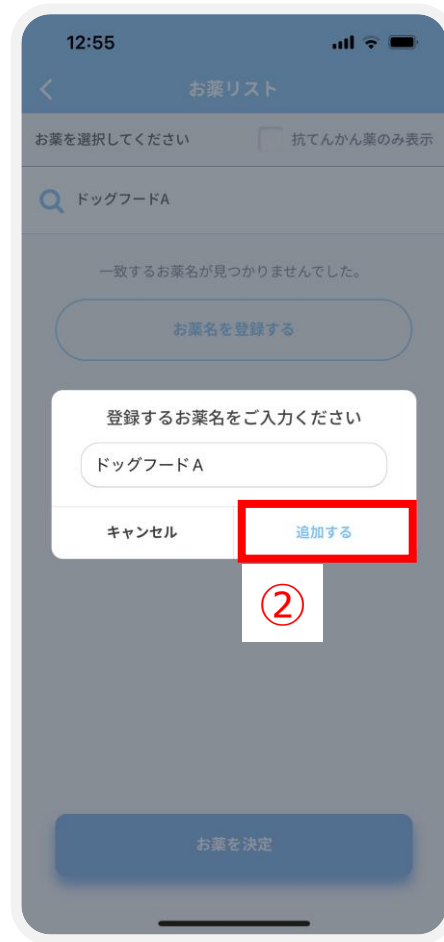 12:55
お薬リスト
お薬を選択してください 抗てんかん薬のみ表示
ドッグフードA
一致するお薬名が見つかりませんでした。
お薬名を登録する
登録するお薬名をご入力ください
ドッグフードA
キャンセル 追加する
②
お薬を決定